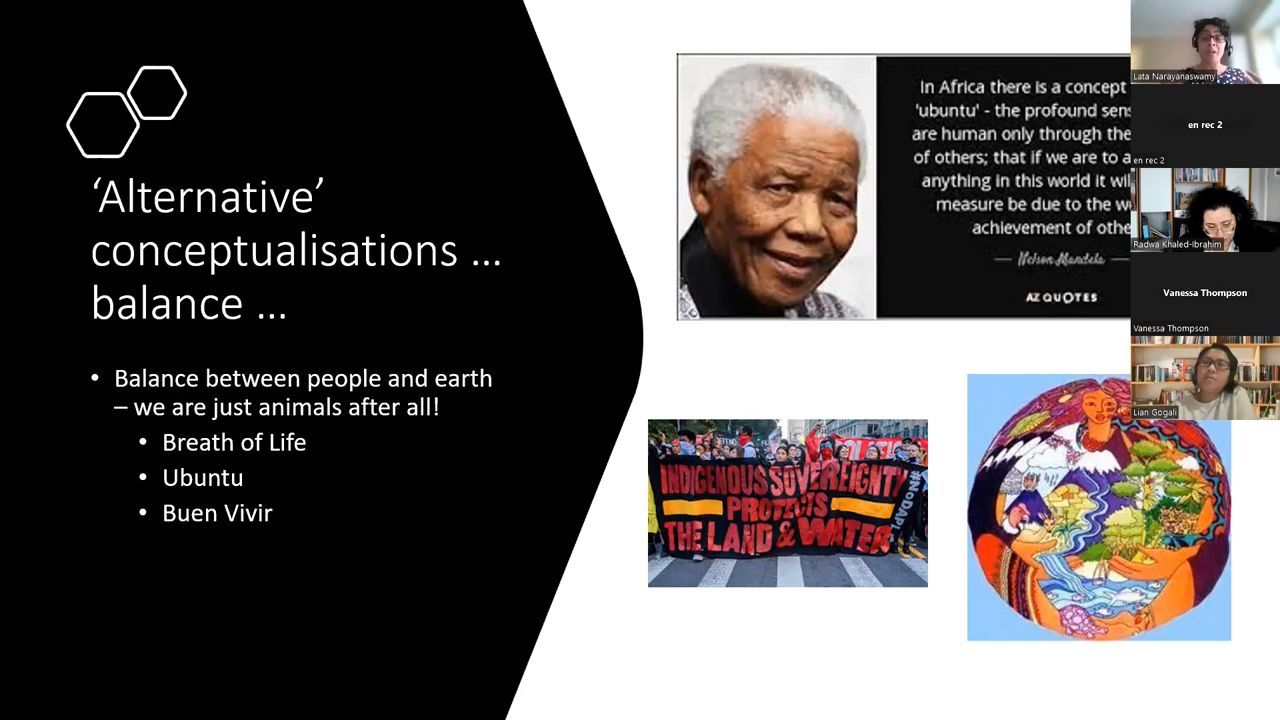 ‘Alternative’
conceptualisations ...
balance ...
• Balance between people and earth
– we are just animals after all!
• Breath of Life
• Ubuntu
• Buen Vivir
In Africa there is a concept
'ubuntu' - the profound
are human only through
of others; that if we are to
anything in this world it
measure be due to the
achievement of
— Nelson Mandela —
AZ QUOTES
INDIGENOUS SOVEREIGNTY
PROTECTS
THE LAND & WATER
#NODAPL
Lata Narayanaswamy
en rec 2
en rec 2
Radwa Khaled-Ibrahim
Vanessa Thompson
Vanessa Thompson
Lian Gogali